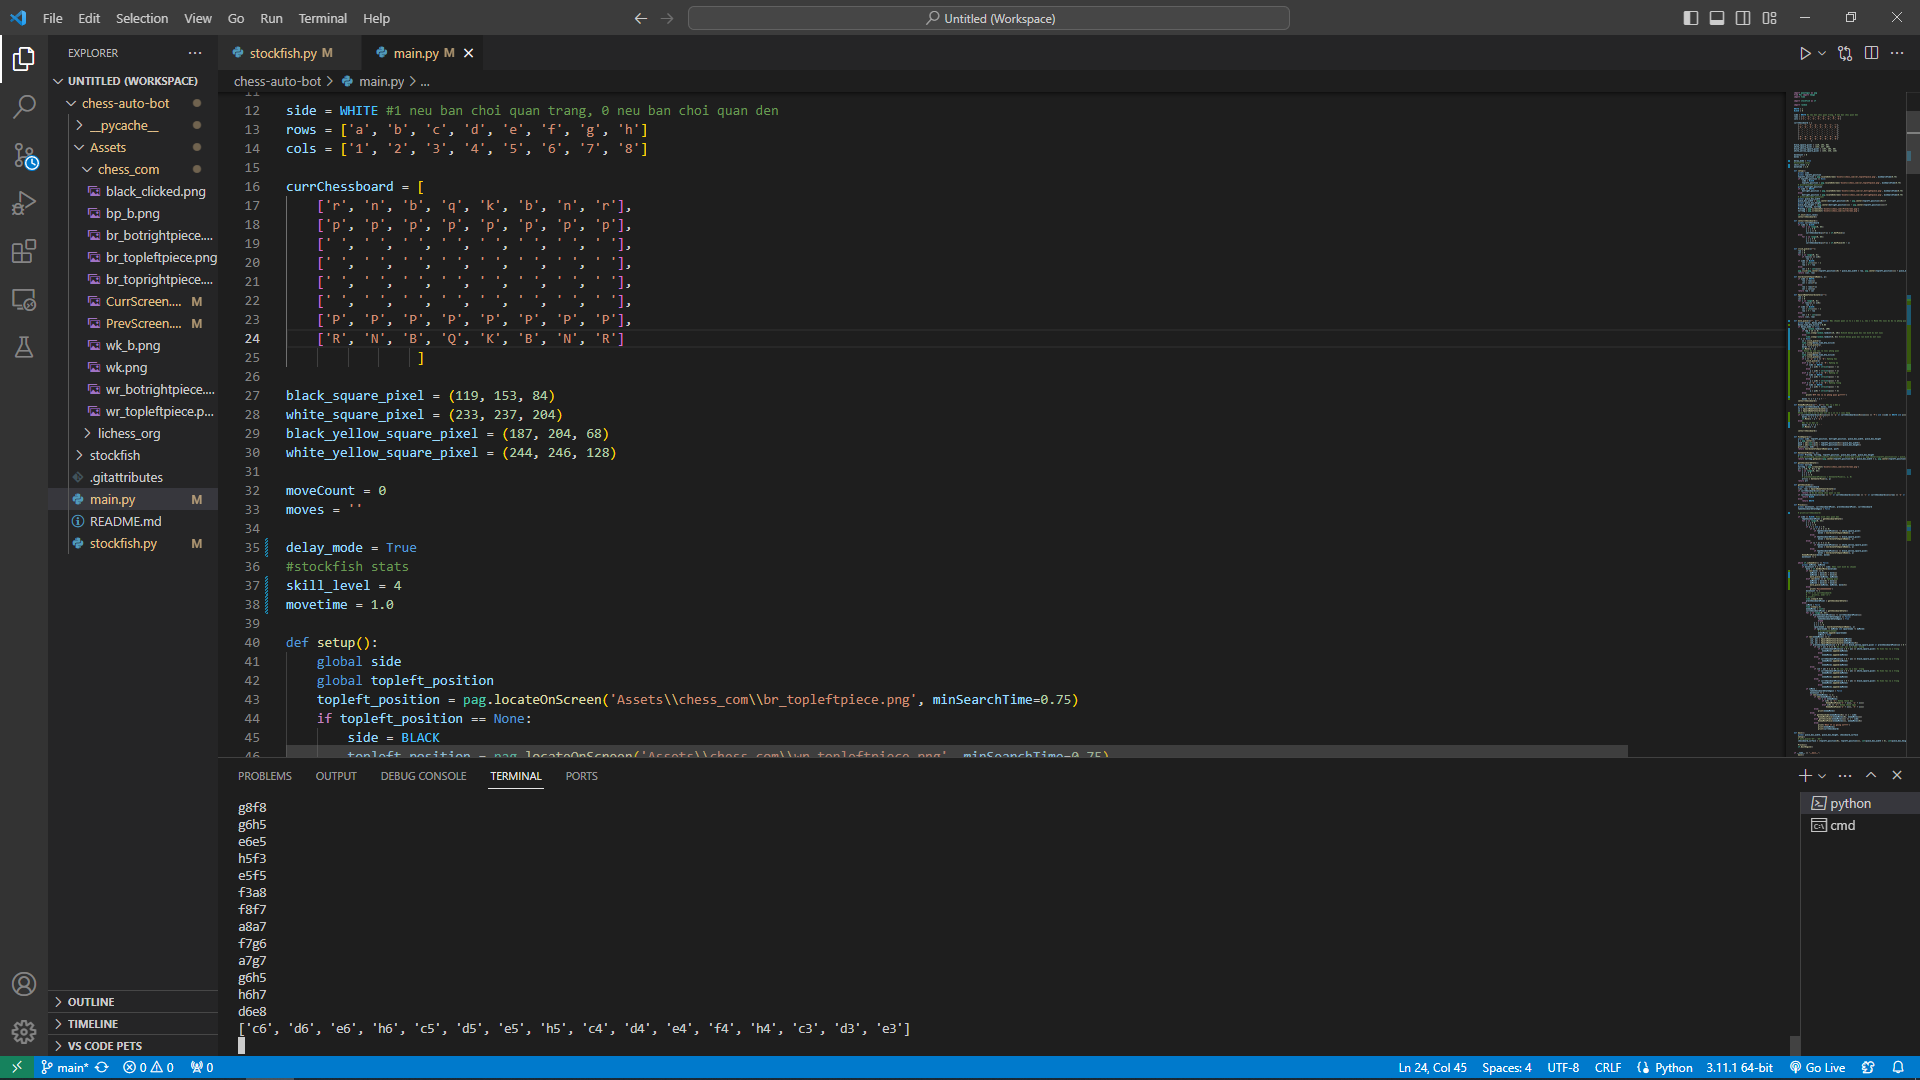 File Edit Selection View Go Run Terminal Help
Untitled (Workspace)
EXPLORER
UNTITLED (WORKSPACE)
chess-auto-bot
__pycache__
Assets
chess_com
black_clicked.png
bp_b.png
br_botrightpiece....
br_topleftpiece.png
br_toprightpiece....
CurrScreen.... M
PrevScreen.... M
wk_b.png
wk.png
wr_botrightpiece....
wr_topleftpiece.p...
lichess_org
stockfish
.gitattributes
main.py M
README.md
stockfish.py M
OUTLINE
TIMELINE
VS CODE PETS
stockfish.py M main.py M
chess-auto-bot > main.py > ...
11
12 side = WHITE #1 neu ban choi quan trang, 0 neu ban choi quan den
13 rows = ['a', 'b', 'c', 'd', 'e', 'f', 'g', 'h']
14 cols = ['1', '2', '3', '4', '5', '6', '7', '8']
15
16 currChessboard = [
17 ['r', 'n', 'b', 'q', 'k', 'b', 'n', 'r'],
18 ['p', 'p', 'p', 'p', 'p', 'p', 'p', 'p'],
19 [' ', ' ', ' ', ' ', ' ', ' ', ' ', ' '],
20 [' ', ' ', ' ', ' ', ' ', ' ', ' ', ' '],
21 [' ', ' ', ' ', ' ', ' ', ' ', ' ', ' '],
22 [' ', ' ', ' ', ' ', ' ', ' ', ' ', ' '],
23 ['P', 'P', 'P', 'P', 'P', 'P', 'P', 'P'],
24 ['R', 'N', 'B', 'Q', 'K', 'B', 'N', 'R']
25 ]
26
27 black_square_pixel = (119, 153, 84)
28 white_square_pixel = (233, 237, 204)
29 black_yellow_square_pixel = (187, 204, 68)
30 white_yellow_square_pixel = (244, 246, 128)
31
32 moveCount = 0
33 moves = ''
34
35 delay_mode = True
36 #stockfish stats
37 skill_level = 4
38 movetime = 1.0
39
40 def setup():
41 global side
42 global topleft_position
43 topleft_position = pag.locateOnScreen('Assets\\chess_com\\br_topleftpiece.png', minSearchTime=0.75)
44 if topleft_position == None:
45 side = BLACK
46 topleft_position = pag.locateOnScreen('Assets\\chess_com\\wr_topleftpiece.png', minSearchTime=0.75)
PROBLEMS OUTPUT DEBUG CONSOLE TERMINAL PORTS
g8f8
g6h5
e6e5
h5f3
e5f5
f3a8
f8f7
a8a7
f7g6
a7g7
g6h5
h6h7
d6e8
['c6', 'd6', 'e6', 'h6', 'c5', 'd5', 'e5', 'h5', 'c4', 'd4', 'e4', 'f4', 'h4', 'c3', 'd3', 'e3']
python
cmd
main* 0 0 0 Ln 24, Col 45 Spaces: 4 UTF-8 CRLF Python 3.11.1 64-bit Go Live